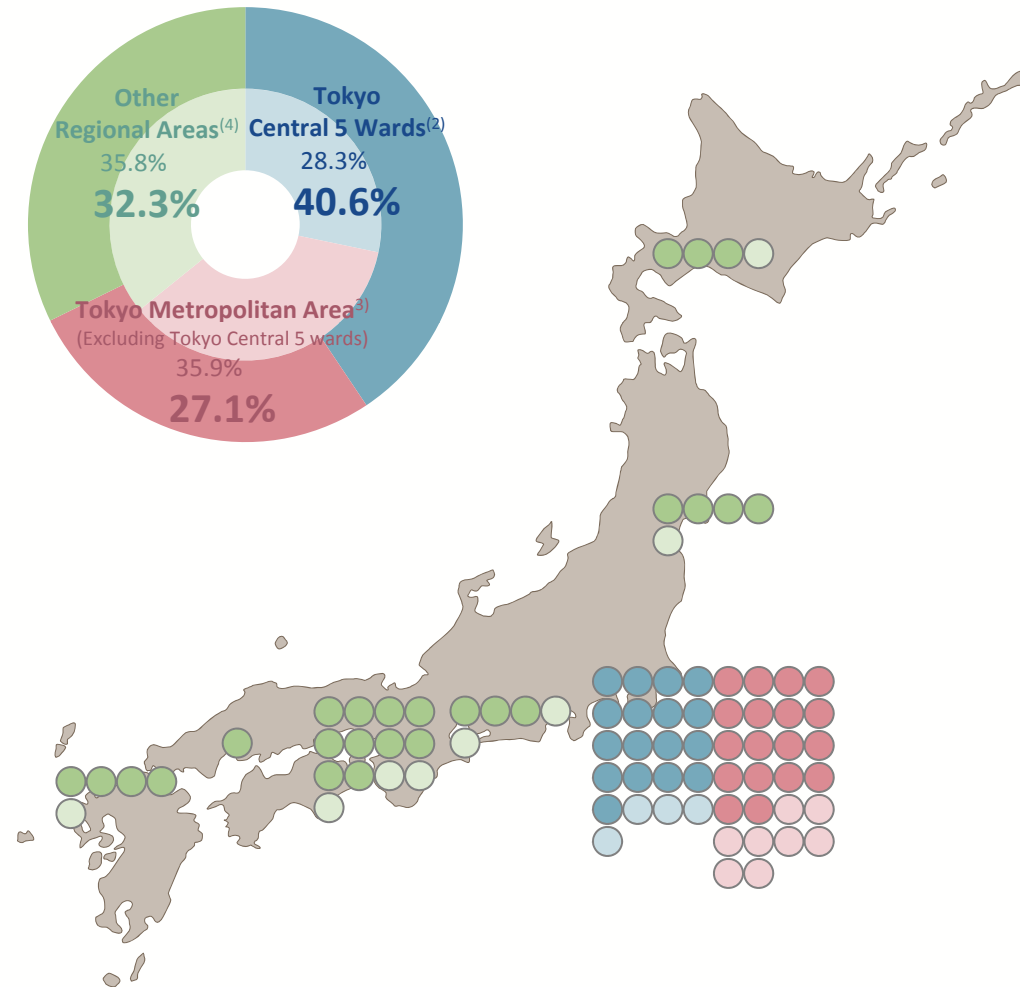 Other
Regional Areas(4)
35.8%
32.3%
Tokyo
Central 5 Wards(2)
28.3%
40.6%
Tokyo Metropolitan Area3)
(Excluding Tokyo Central 5 wards)
35.9%
27.1%